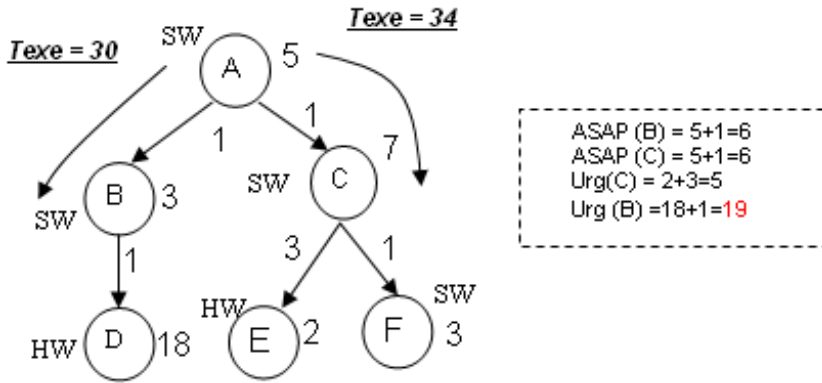 Texe = 34
SW
Texe = 30
A
5
1
1
7
B
3
SW
SW
C
1
3
1
HW
SW
HW
D
18
E
2
F
3
ASAP (B) = 5+1=6
ASAP (C) = 5+1=6
Urg(C) = 2+3=5
Urg (B) =18+1=19